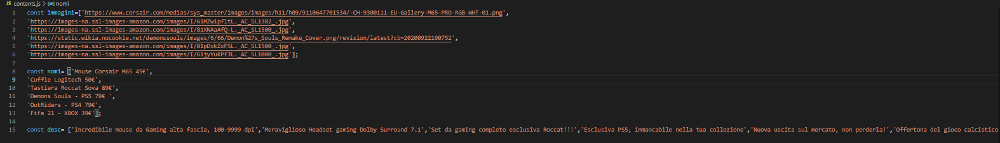 JS contents.js > nomi
1 const immagini=['https://www.corsair.com/medias/sys_master/images/images/h11/h09/9110647701534/-CH-9300111-EU-Gallery-M65-PRO-RGB-WHT-01.png',
2 'https://images-na.ssl-images-amazon.com/images/I/61MZw1pfltL._AC_SL1382_.jpg',
3 'https://images-na.ssl-images-amazon.com/images/I/81XNAaAfQ-L._AC_SL1500_.jpg',
4 'https://static.wikia.nocookie.net/demonssouls/images/6/66/Demon%27s_Souls_Remake_Cover.png/revision/latest?cb=20200922190752',
5 'https://images-na.ssl-images-amazon.com/images/I/81pDxkZxFSL._AC_SL1500_.jpg',
6 'https://images-na.ssl-images-amazon.com/images/I/61jyYuKPfJL._AC_SL1000_.jpg'];
7
8 const nomi= ['Mouse Corsair M65 45€',
9 'Cuffie Logitech 50€',
10 'Tastiera Roccat Sova 89€',
11 'Demons Souls - PS5 79€ ',
12 'OutRiders - PS4 79€',
13 'Fifa 21 - XBOX 39€'];
14
15 const desc= ['Incredibile mouse da Gaming alta fascia, 100-9999 dpi','Meraviglioso Headset gaming Dolby Surround 7.1','Set da gaming completo esclusiva Roccat!!!','Esclusiva PS5, immancabile nella tua collezione','Nuova uscita sul mercato, non perderla!','Offertona del gioco calcistico